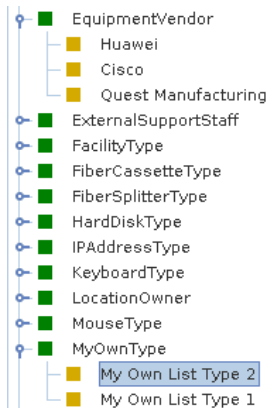 EquipmentVendor
Huawei
Cisco
Quest Manufacturing
ExternalSupportStaff
FacilityType
FiberCassetteType
FiberSplitterType
HardDiskType
IPAddressType
KeyboardType
LocationOwner
MouseType
MyOwnType
My Own List Type 2
My Own List Type 1